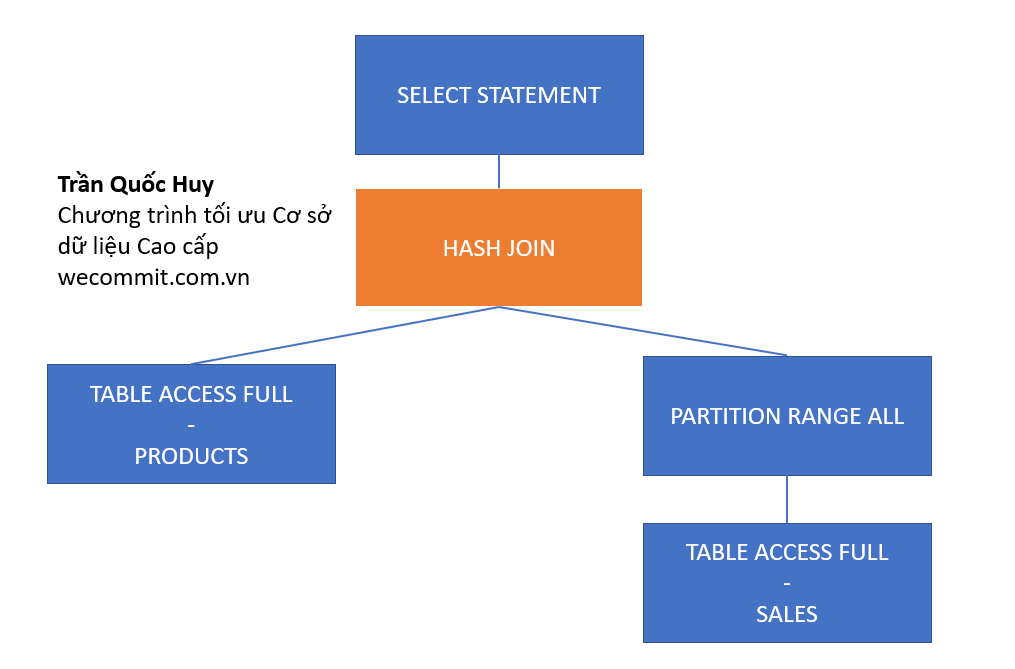 SELECT STATEMENT
Trần Quốc Huy
Chương trình tối ưu Cơ sở
dữ liệu Cao cấp
wecommit.com.vn
HASH JOIN
TABLE ACCESS FULL
-
PRODUCTS
PARTITION RANGE ALL
TABLE ACCESS FULL
-
SALES